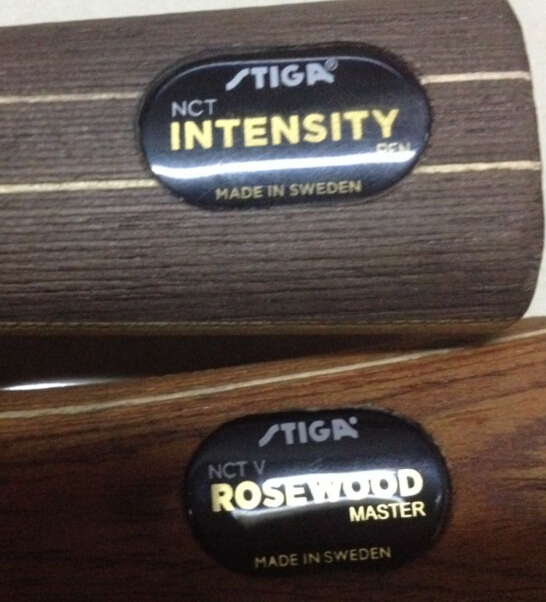 STIGA®
NCT
INTENSITY
PEN
MADE IN SWEDEN
STIGA
NCT V
ROSEWOOD
MASTER
MADE IN SWEDEN